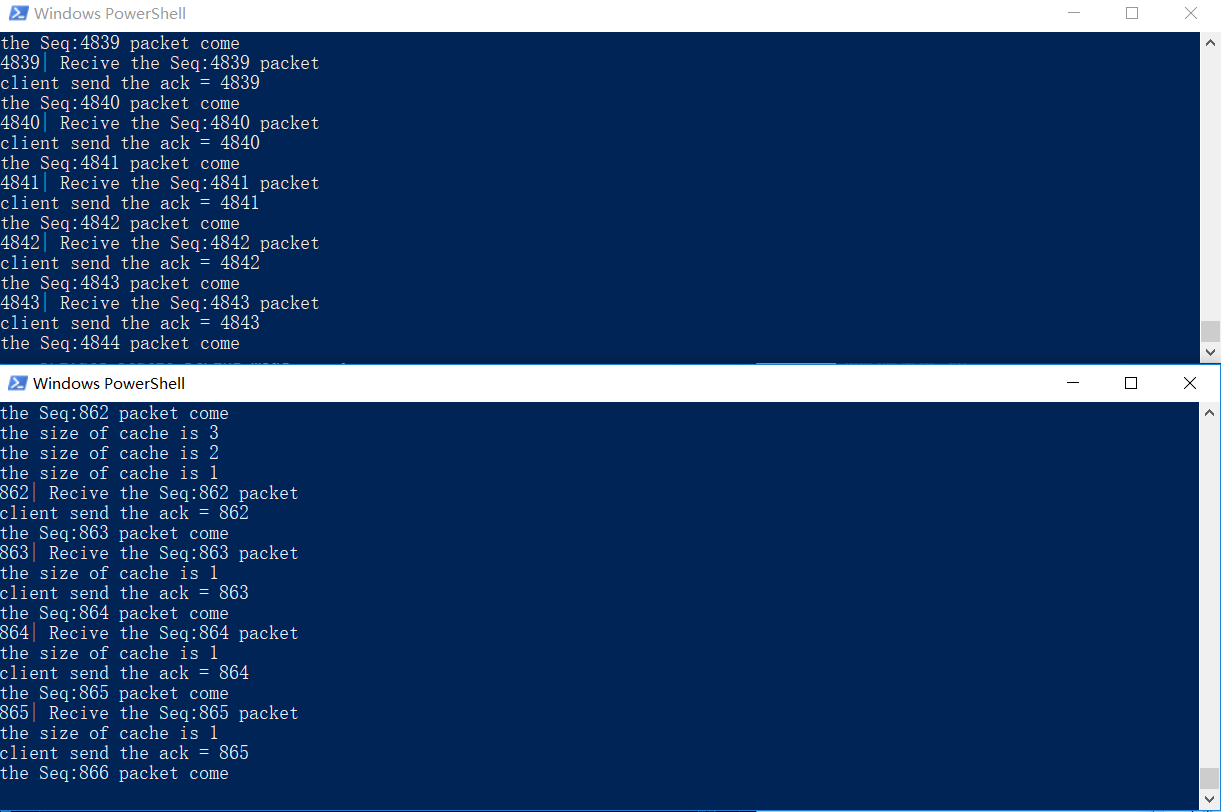 Windows PowerShell
the Seq:4839 packet come
4839| Recive the Seq:4839 packet
client send the ack = 4839
the Seq:4840 packet come
4840| Recive the Seq:4840 packet
client send the ack = 4840
the Seq:4841 packet come
4841| Recive the Seq:4841 packet
client send the ack = 4841
the Seq:4842 packet come
4842| Recive the Seq:4842 packet
client send the ack = 4842
the Seq:4843 packet come
4843| Recive the Seq:4843 packet
client send the ack = 4843
the Seq:4844 packet come
Windows PowerShell
the Seq:862 packet come
the size of cache is 3
the size of cache is 2
the size of cache is 1
862| Recive the Seq:862 packet
client send the ack = 862
the Seq:863 packet come
863| Recive the Seq:863 packet
the size of cache is 1
client send the ack = 863
the Seq:864 packet come
864| Recive the Seq:864 packet
the size of cache is 1
client send the ack = 864
the Seq:865 packet come
865| Recive the Seq:865 packet
the size of cache is 1
client send the ack = 865
the Seq:866 packet come